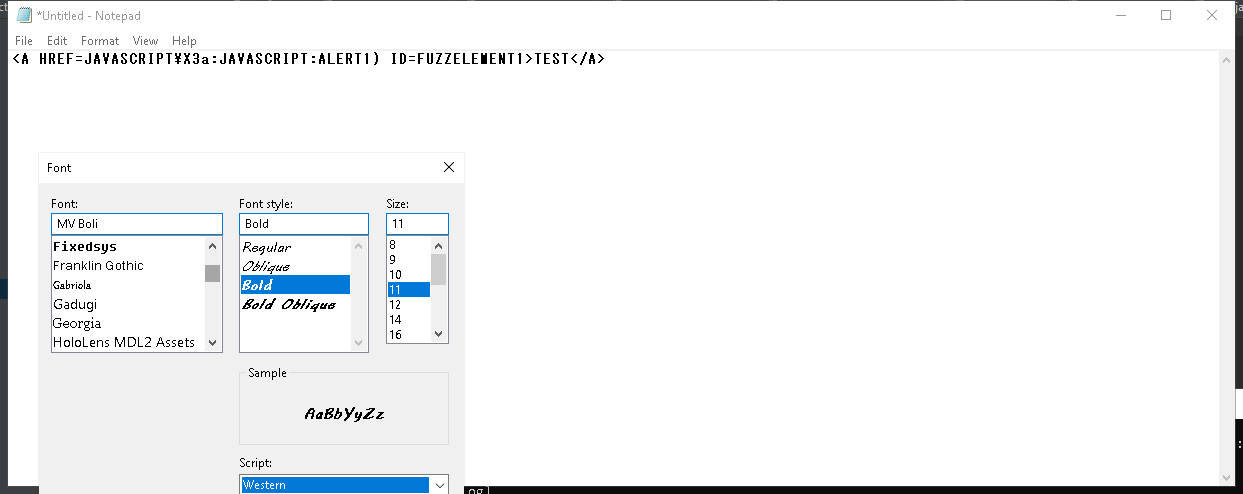 *Untitled - Notepad
File Edit Format View Help
<A HREF=JAVASCRIPT¥X3a:JAVASCRIPT:ALERT1) ID=FUZZELEMENT1>TEST</A>
Font
Font: Font style: Size:
MV Boli Bold 11
Fixedsys
Franklin Gothic
Gabriola
Gadugi
Georgia
HoloLens MDL2 Assets
Regular
Oblique
Bold
Bold Oblique
8
9
10
11
12
14
16
Sample
AaBbYyZz
Script:
Western